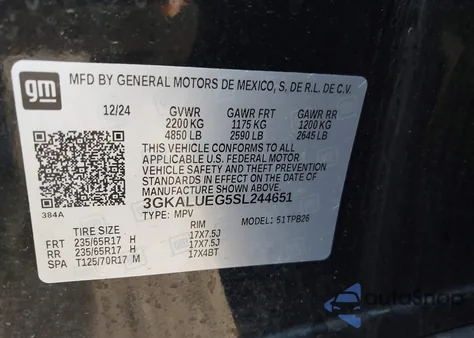 gm
MFD BY GENERAL MOTORS DE MEXICO, S. DE R.L. DE C.V.
12/24 GVWR GAWR FRT GAWR RR
2200 KG 1175 KG 1200 KG
4850 LB 2590 LB 2645 LB
THIS VEHICLE CONFORMS TO ALL
APPLICABLE U.S. FEDERAL MOTOR
VEHICLE SAFETY AND THEFT
PREVENTION STANDARDS IN
EFFECT ON THE DATE OF
MANUFACTURE SHOWN ABOVE.
3GKALUEG5SL244651
384A TYPE: MPV 51TPB26
TIRE SIZE RIM
FRT 235/65R17 H 17X7.5J
RR 235/65R17 H 17X7.5J
SPA T125/70R17 M 17X4BT
autoSnap